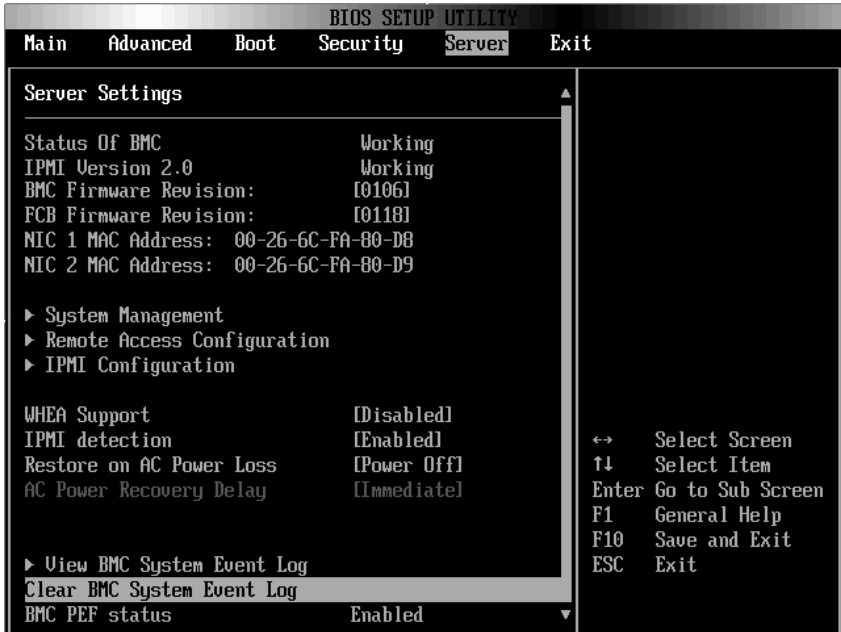 BIOS SETUP UTILITY
Main Advanced Boot Security Server Exit
Server Settings
Status Of BMC Working
IPMI Version 2.0 Working
BMC Firmware Revision: [0106]
FCB Firmware Revision: [0118]
NIC 1 MAC Address: 00-26-6C-FA-80-D8
NIC 2 MAC Address: 00-26-6C-FA-80-D9
System Management
Remote Access Configuration
IPMI Configuration
WHEA Support [Disabled]
IPMI detection [Enabled]
Restore on AC Power Loss [Power Off]
AC Power Recovery Delay [Immediate]
View BMC System Event Log
Clear BMC System Event Log
BMC PEF status Enabled
↔ Select Screen
↑↓ Select Item
Enter Go to Sub Screen
F1 General Help
F10 Save and Exit
ESC Exit